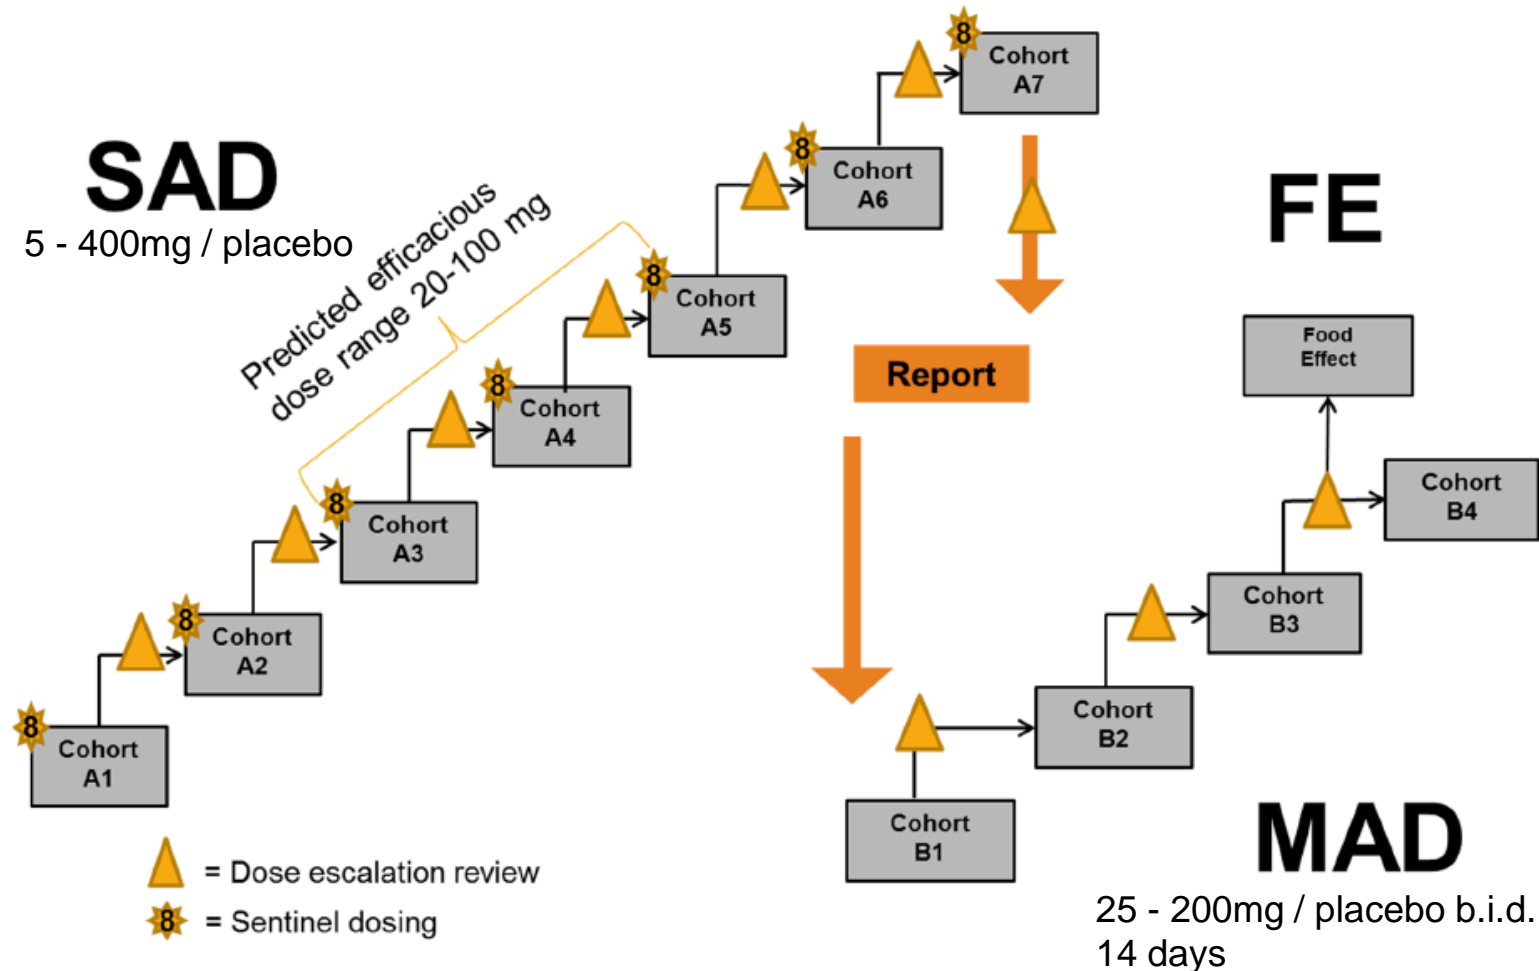 SAD
5 - 400mg / placebo
Predicted efficacious
dose range 20-100 mg
8
Cohort
A1
8
Cohort
A2
8
Cohort
A3
8
Cohort
A4
8
Cohort
A5
8
Cohort
A6
8
Cohort
A7
Report
FE
Food
Effect
Cohort
B1
Cohort
B2
Cohort
B3
Cohort
B4
MAD
25 - 200mg / placebo b.i.d.
14 days
= Dose escalation review
8 = Sentinel dosing